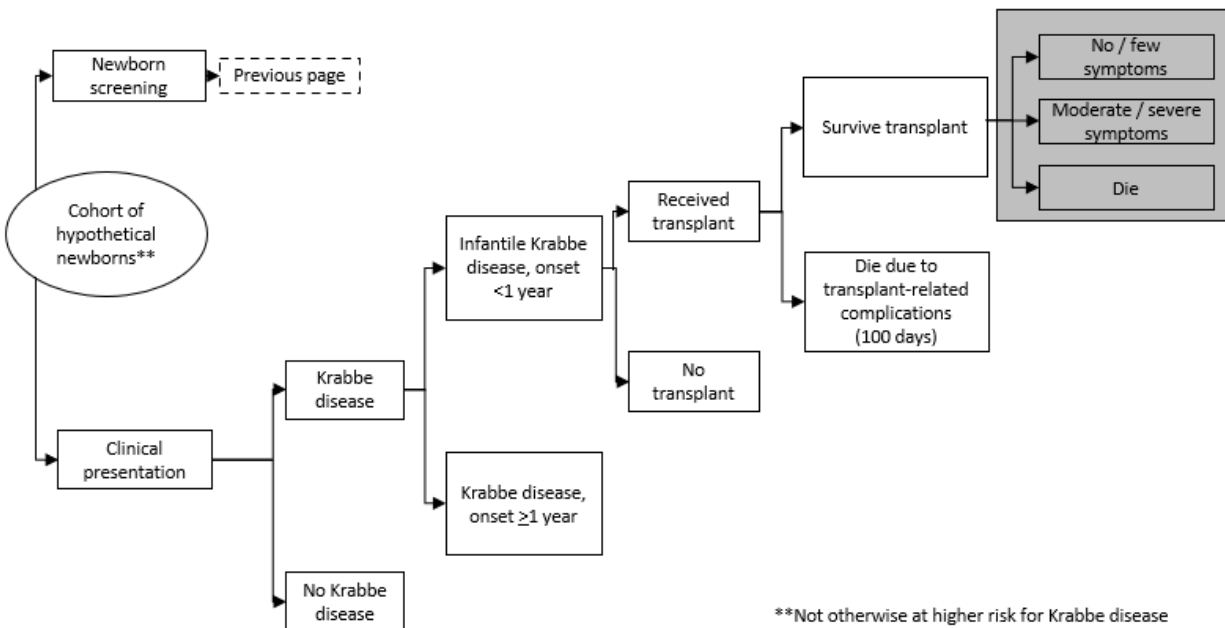 Newborn
screening
Previous page
Cohort of
hypothetical
newborns**
Clinical
presentation
Krabbe
disease
No Krabbe
disease
Infantile Krabbe
disease, onset
<1 year
Krabbe disease,
onset ≥1 year
Received
transplant
No
transplant
Survive transplant
Die due to
transplant-related
complications
(100 days)
No / few
symptoms
Moderate / severe
symptoms
Die
**Not otherwise at higher risk for Krabbe disease